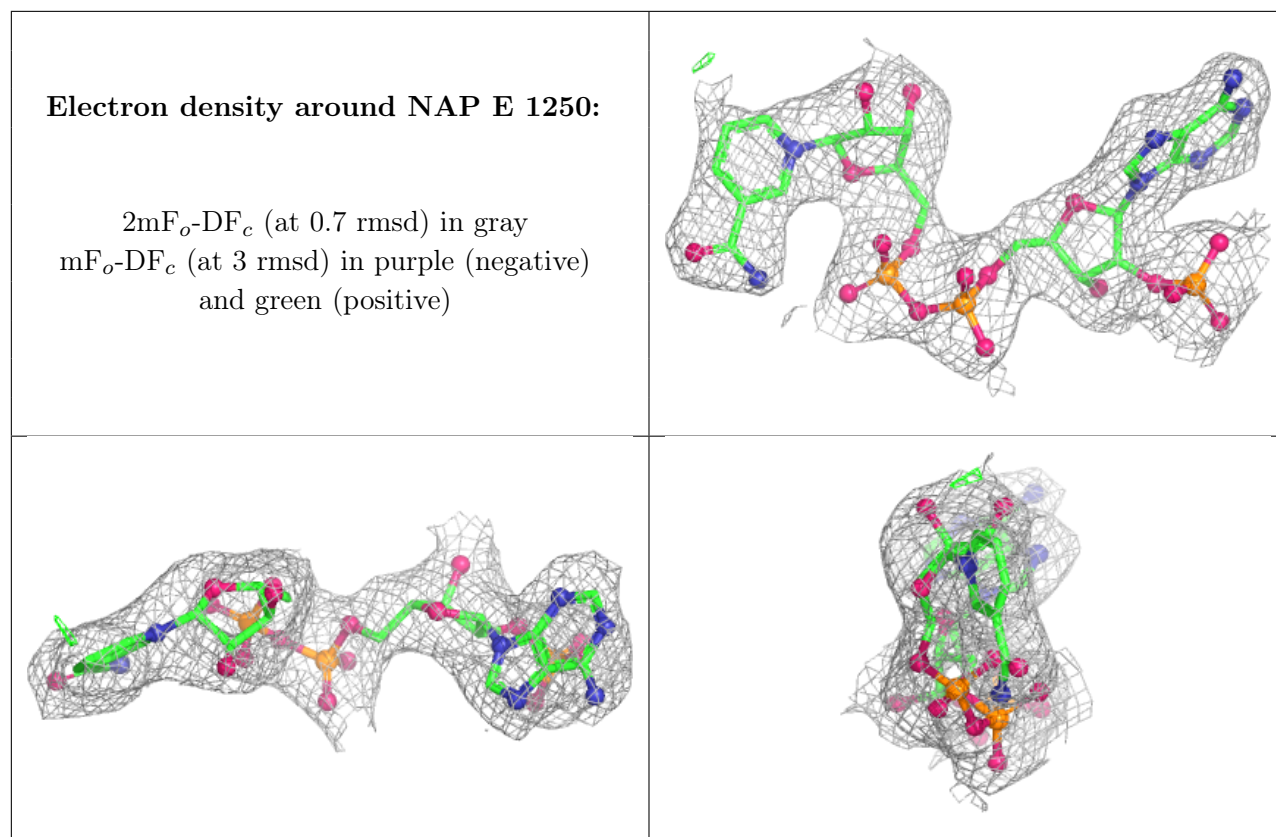 Electron density around NAP E 1250:
2mFo-DFc (at 0.7 rmsd) in gray
mFo-DFc (at 3 rmsd) in purple (negative)
and green (positive)